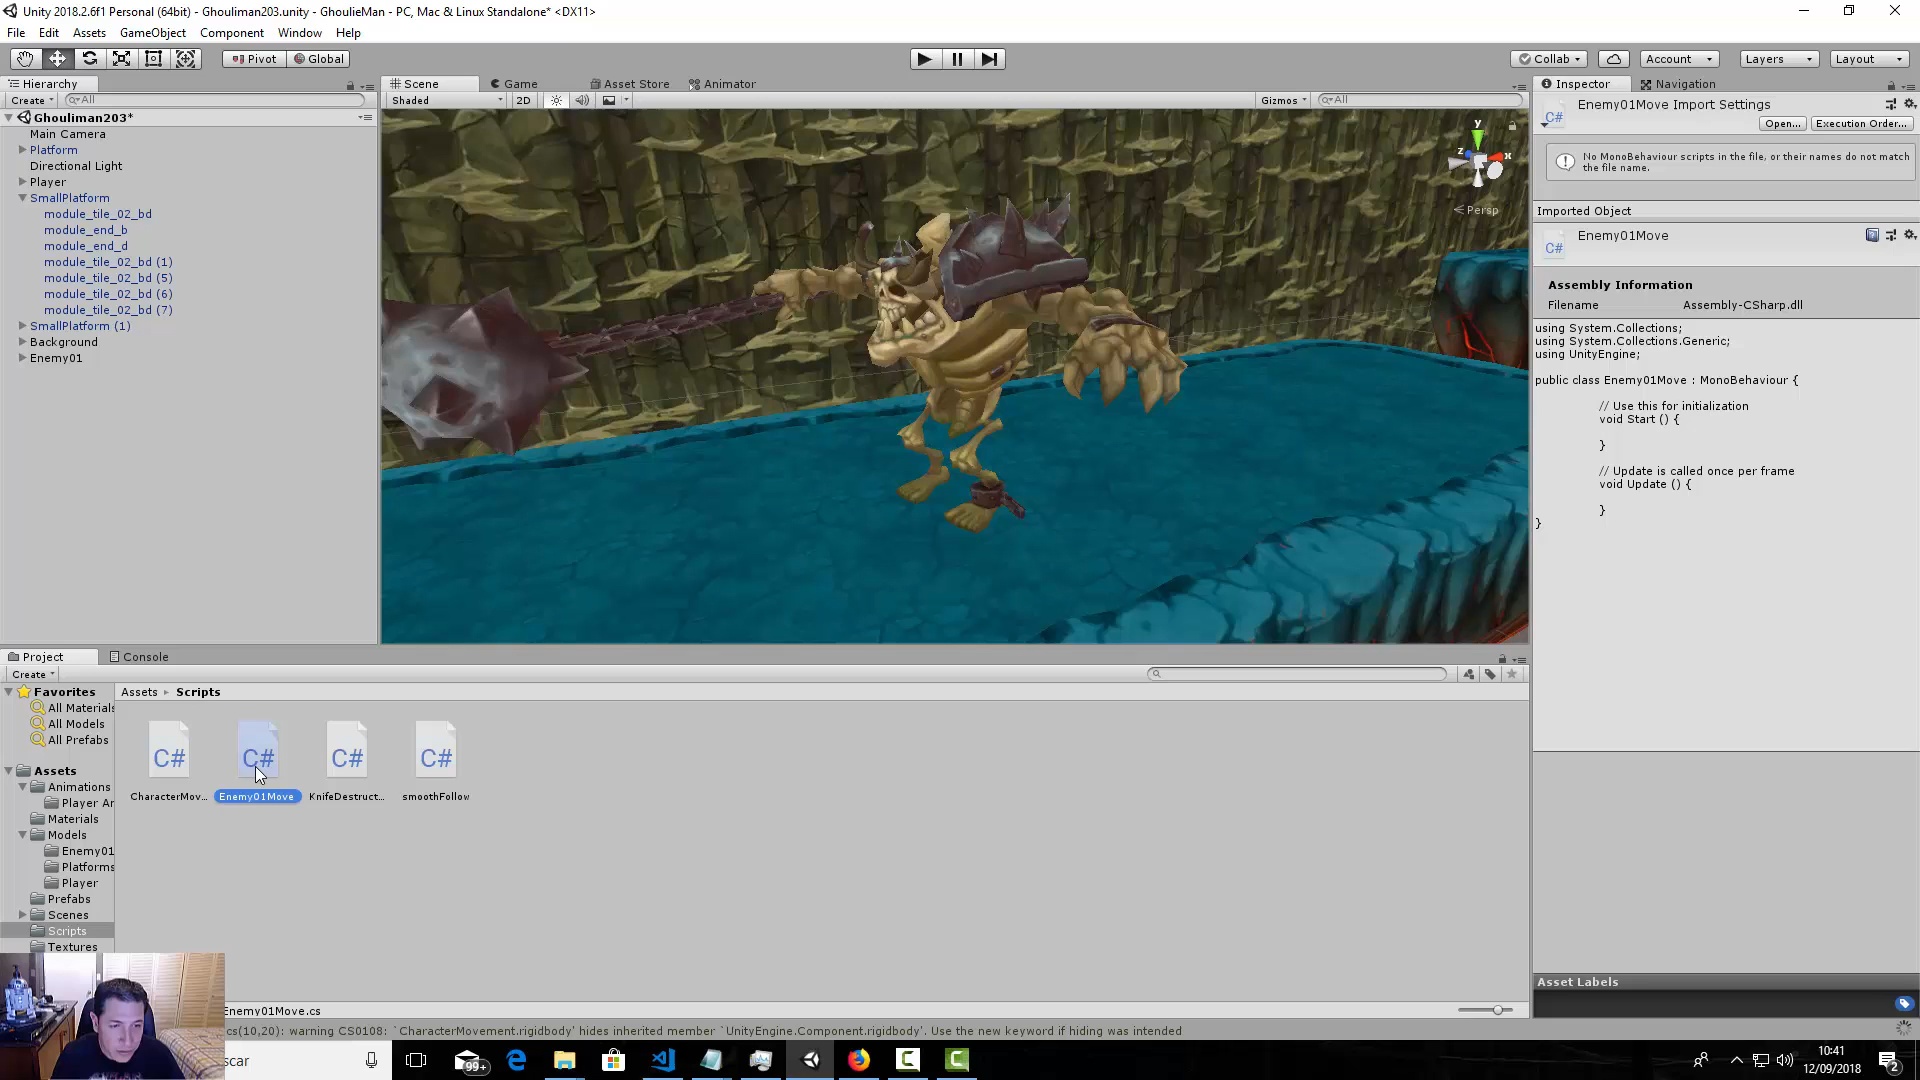 Unity 2018.2.6f1 Personal (64bit) - Ghouliman203.unity - GhoulieMan - PC, Mac & Linux Standalone* <DX11>
File Edit Assets GameObject Component Window Help
Pivot Global Collab Account Layers Layout
Hierarchy
Create All
Ghouliman203*
Main Camera
Platform
Directional Light
Player
SmallPlatform
module_tile_02_bd
module_end_b
module_end_d
module_tile_02_bd (1)
module_tile_02_bd (5)
module_tile_02_bd (6)
module_tile_02_bd (7)
SmallPlatform (1)
Background
Enemy01
Scene Game Asset Store Animator
Shaded 2D Gizmos All
y
z x
Persp
Inspector Navigation
Enemy01Move Import Settings
C#
Open... Execution Order...
No MonoBehaviour scripts in the file, or their names do not match
the file name.
Imported Object
Enemy01Move
C#
Assembly Information
Filename Assembly-CSharp.dll
using System.Collections;
using System.Collections.Generic;
using UnityEngine;
public class Enemy01Move : MonoBehaviour {
// Use this for initialization
void Start () {
}
// Update is called once per frame
void Update () {
}
}
Asset Labels
Project Console
Create
Favorites
All Materials
All Models
All Prefabs
Assets
Animations
Player Ar
Materials
Models
Enemy01
Platforms
Player
Prefabs
Scenes
Scripts
Textures
Assets Scripts
C# C# C# C#
CharacterMov... Enemy01Move KnifeDestruct... smoothFollow
Enemy01Move.cs
cs(10,20): warning CS0108: `CharacterMovement.rigidbody' hides inherited member `UnityEngine.Component.rigidbody'. Use the new keyword if hiding was intended
scar
99+
10:41
12/09/2018
2